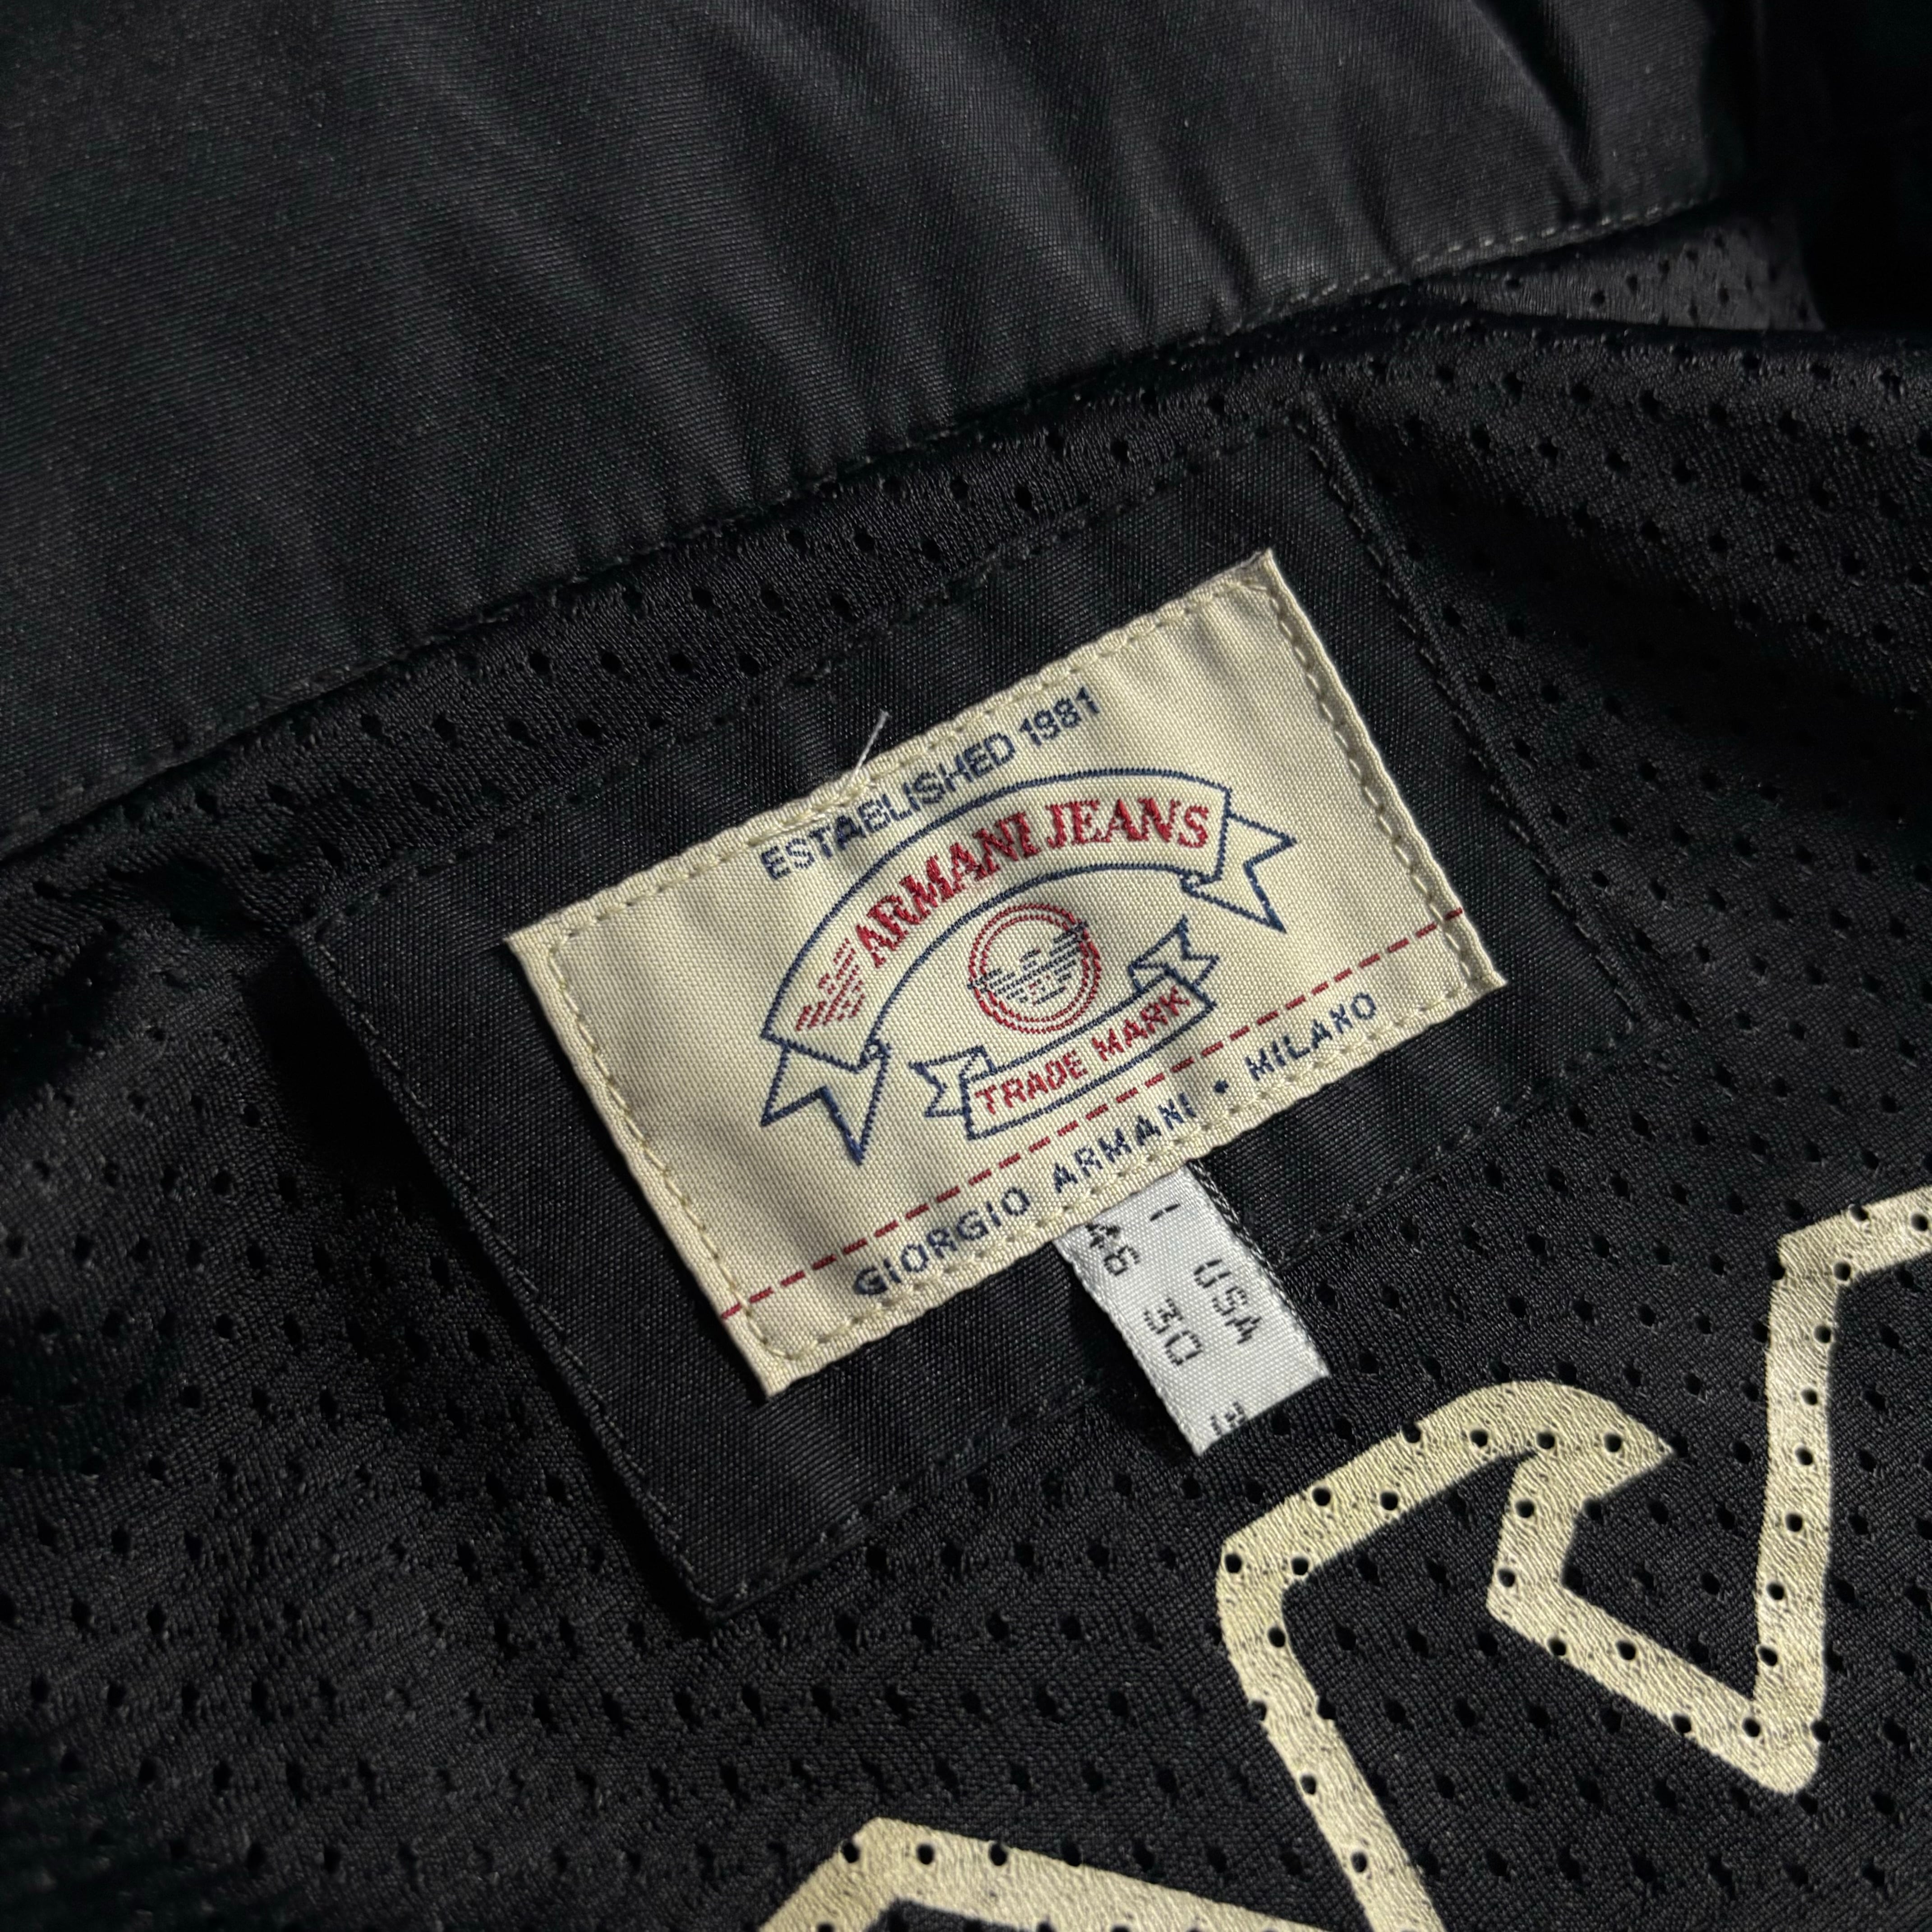 ESTABLISHED 1981
ARMANI JEANS
TRADE MARK
GIORGIO ARMANI • MILANO
I 46
USA 30